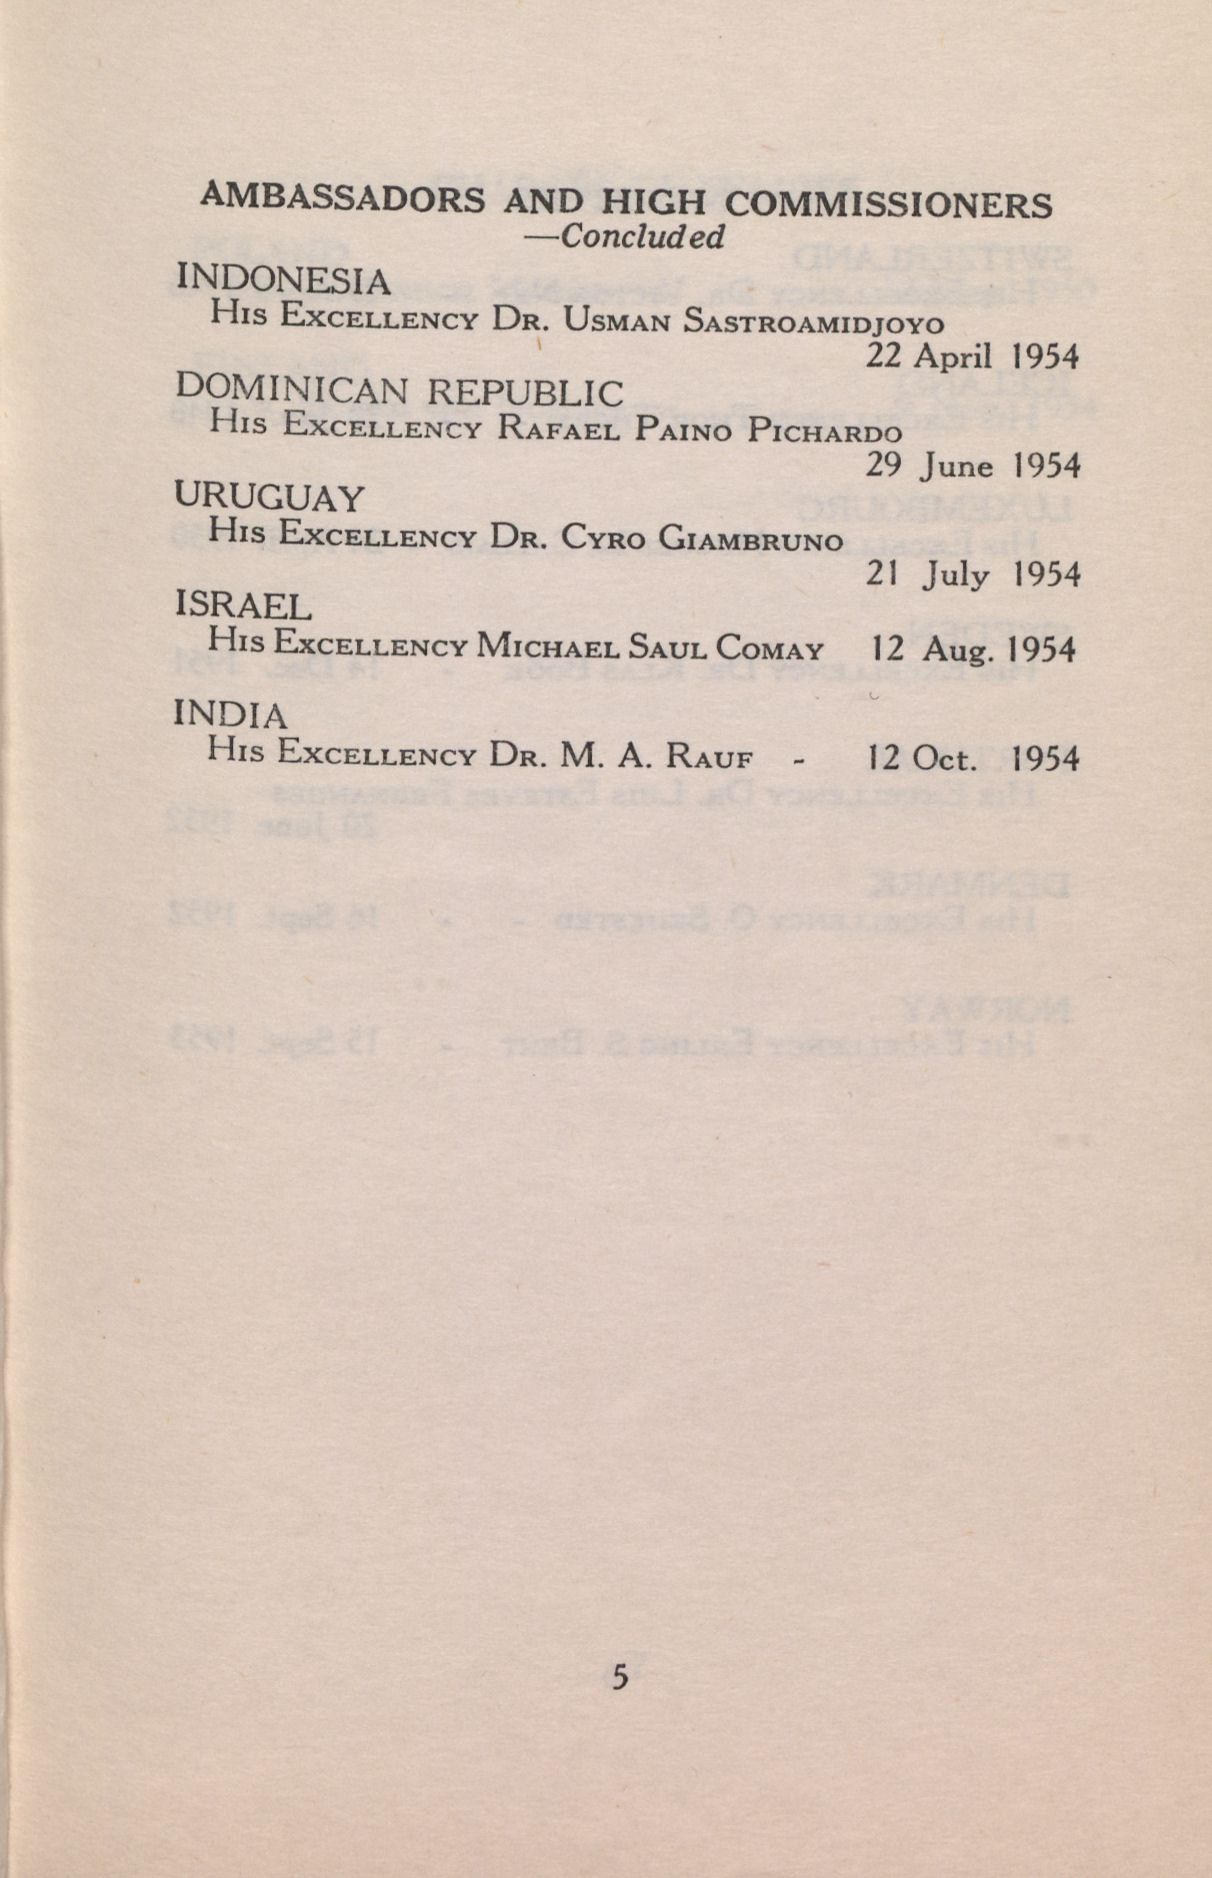 AMBASSADORS AND HIGH COMMISSIONERS
—Concluded
INDONESIA
His Excellency Dr. Usman Sastroamidjoyo
22 April 1954
DOMINICAN REPUBLIC
His Excellency Rafael Paino Pichardo
29 June 1954
URUGUAY
His Excellency Dr. Cyro Giambruno
21 July 1954
ISRAEL
His Excellency Michael Saul Comay 12 Aug. 1954
INDIA
His Excellency Dr. M. A. Rauf - 12 Oct. 1954
5